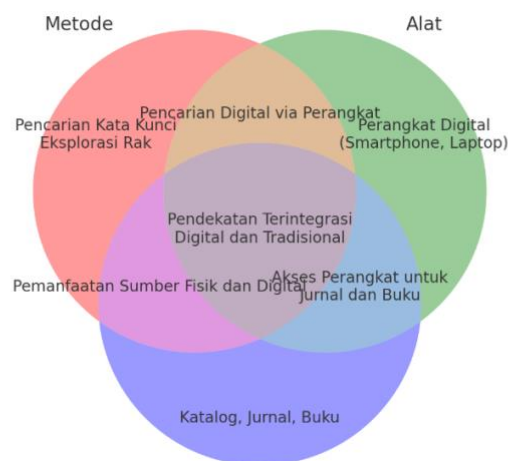 Metode
Alat
Pencarian Digital via Perangkat
Pencarian Kata Kunci
Eksplorasi Rak
Perangkat Digital
(Smartphone, Laptop)
Pendekatan Terintegrasi
Digital dan Tradisional
Pemanfaatan Sumber Fisik dan Digital
Akses Perangkat untuk
Jurnal dan Buku
Katalog, Jurnal, Buku